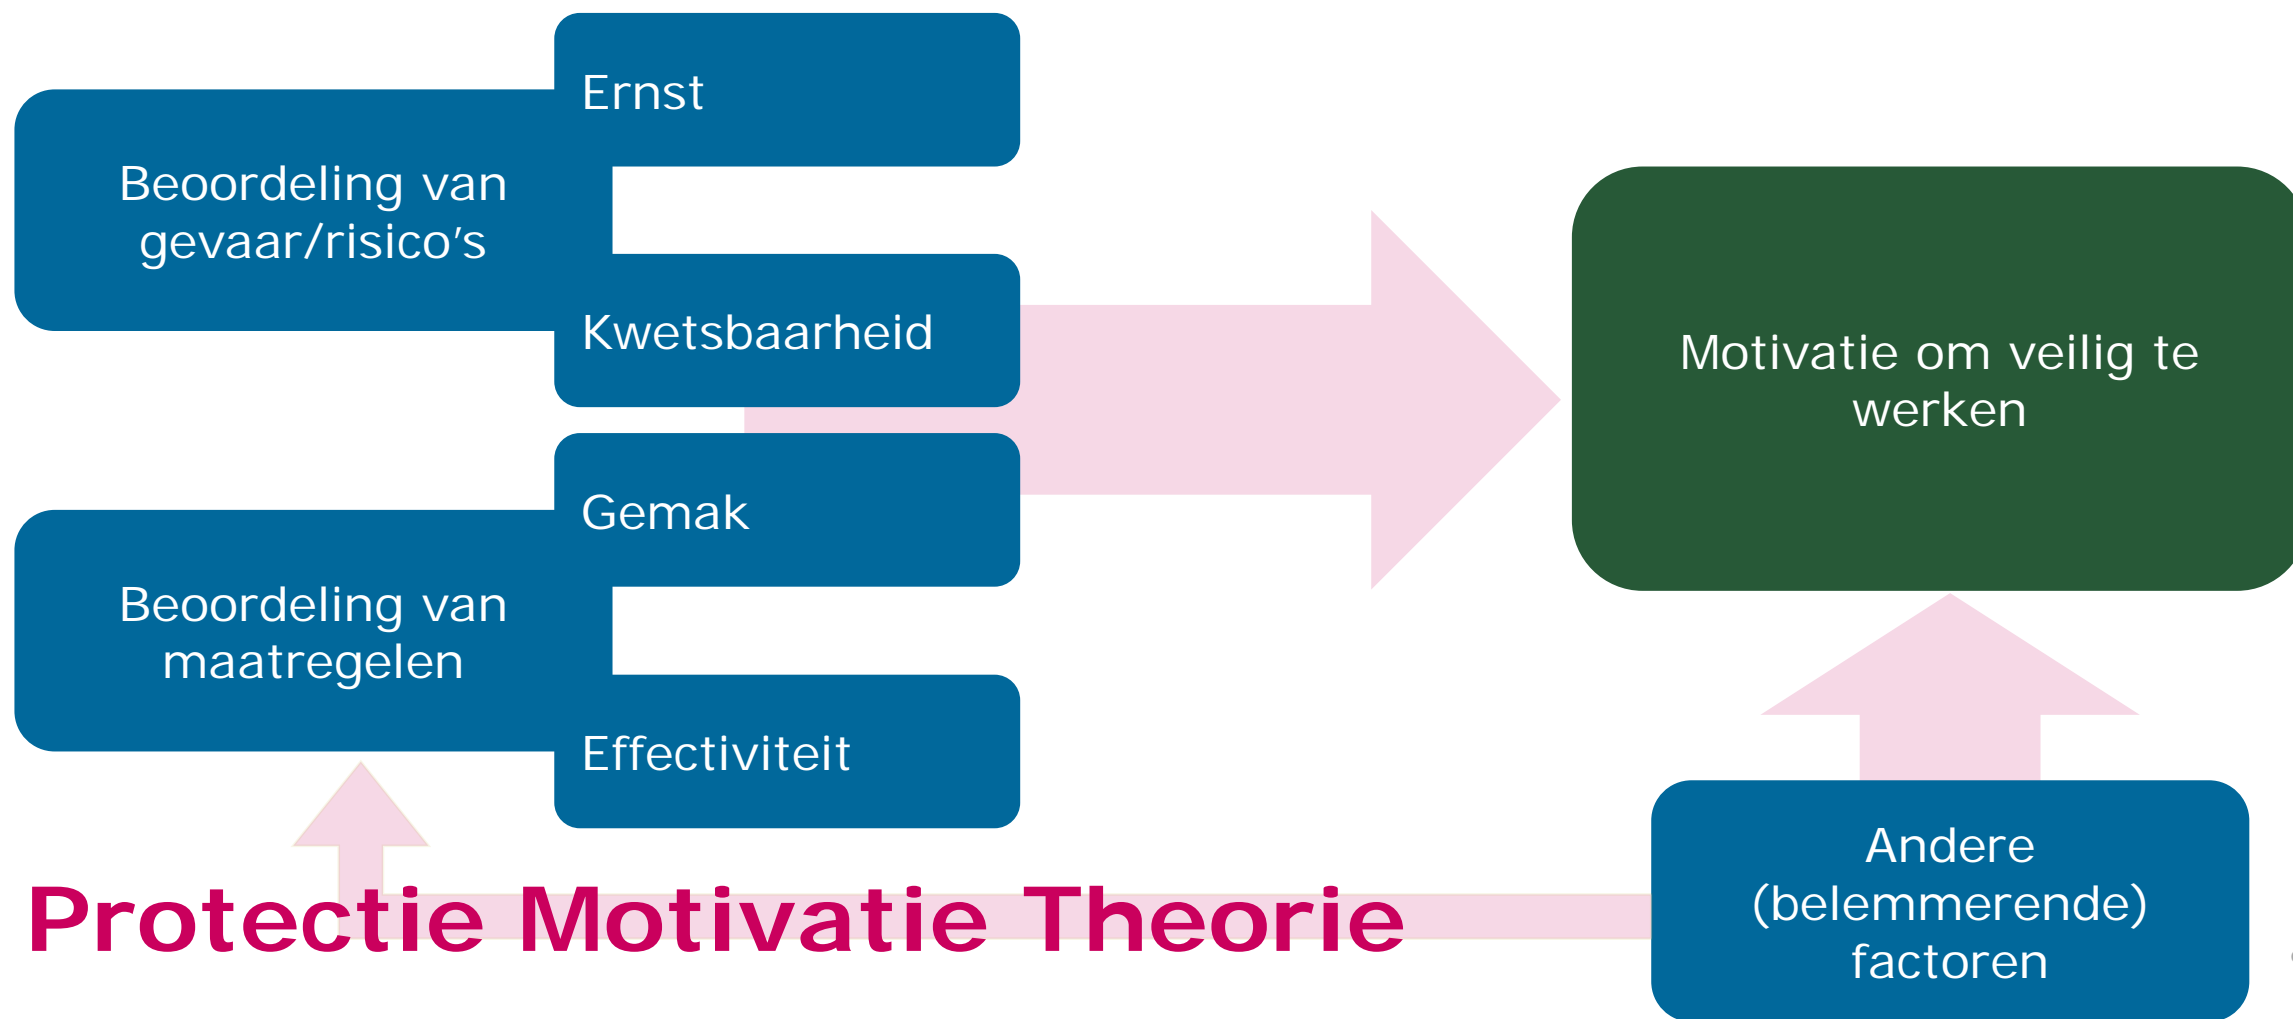 Ernst
Beoordeling van
gevaar/risico's
Kwetsbaarheid
Gemak
Beoordeling van
maatregelen
Effectiviteit
Motivatie om veilig te
werken
Andere
(belemmerende)
factoren
Protectie Motivatie Theorie